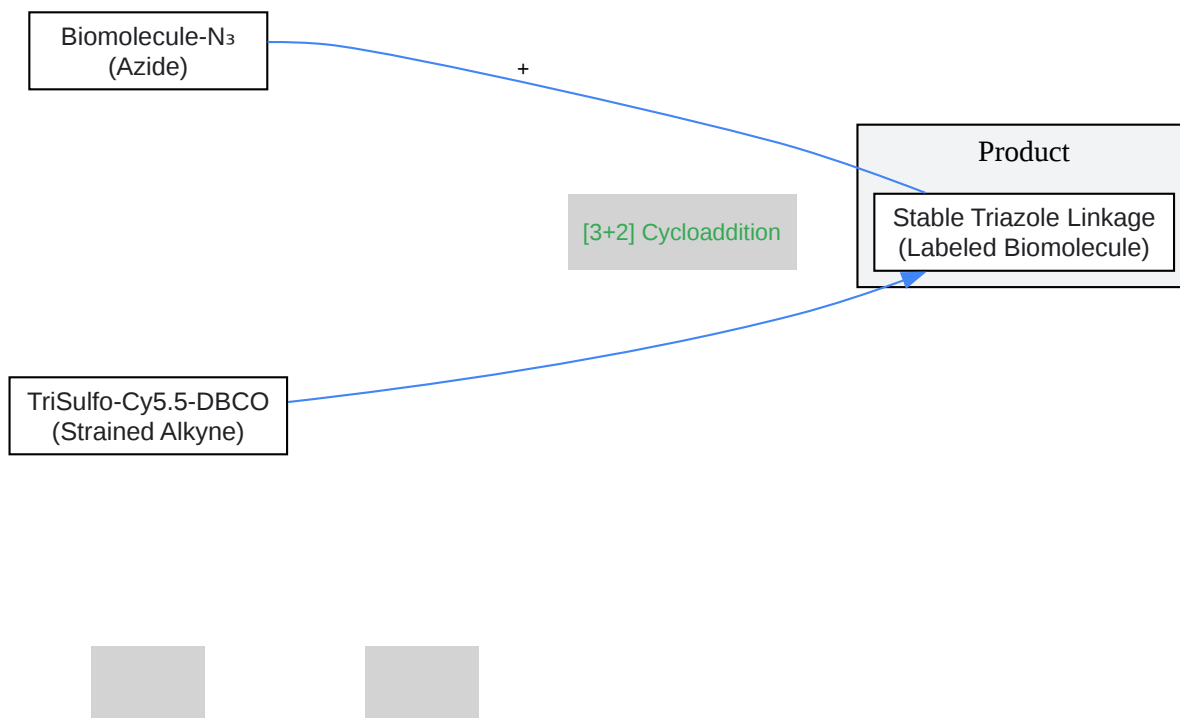 Biomolecule-N₃
(Azide)
+
Product
Stable Triazole Linkage
(Labeled Biomolecule)
[3+2] Cycloaddition
TriSulfo-Cy5.5-DBCO
(Strained Alkyne)